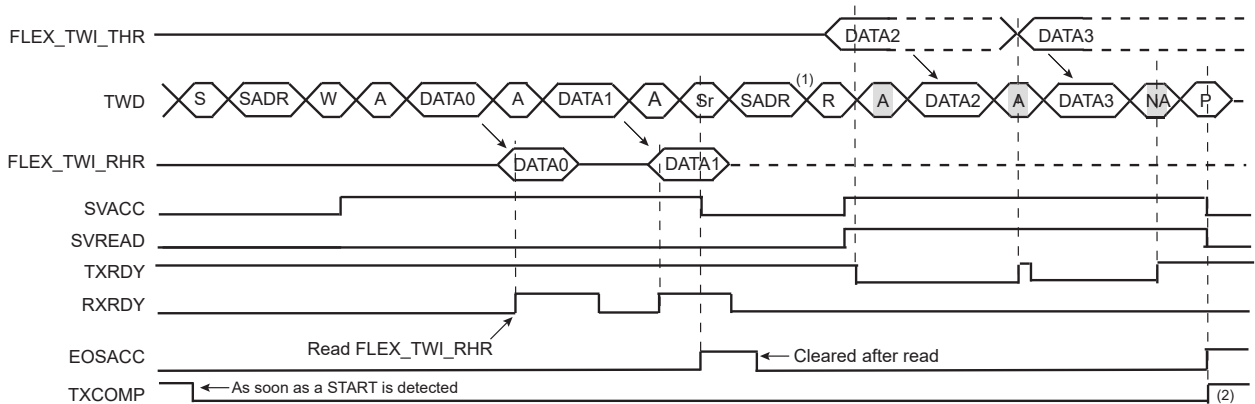 FLEX_TWI_THR DATA2 DATA3
TWD S SADR W A DATA0 A DATA1 A Sr SADR (1) R A DATA2 A DATA3 NA P
FLEX_TWI_RHR DATA0 DATA1
SVACC
SVREAD
TXRDY
RXRDY
Read FLEX_TWI_RHR
EOSACC Cleared after read
TXCOMP As soon as a START is detected (2)